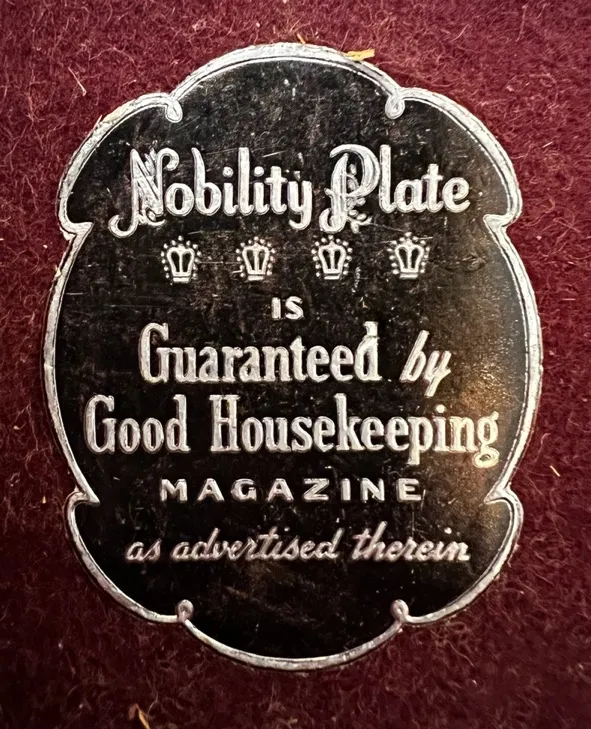 Nobility Plate
IS
Guaranteed by
Good Housekeeping
MAGAZINE
as advertised therein